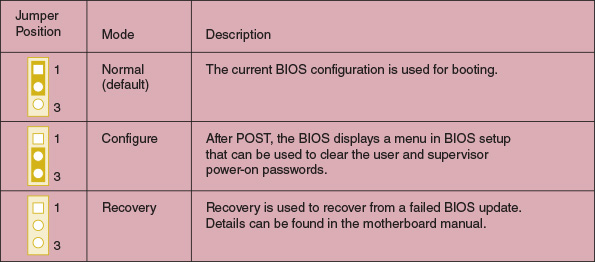 Jumper
Position
Mode
Description
1
3
Normal
(default)
The current BIOS configuration is used for booting.
1
3
Configure
After POST, the BIOS displays a menu in BIOS setup
that can be used to clear the user and supervisor
power-on passwords.
1
3
Recovery
Recovery is used to recover from a failed BIOS update.
Details can be found in the motherboard manual.